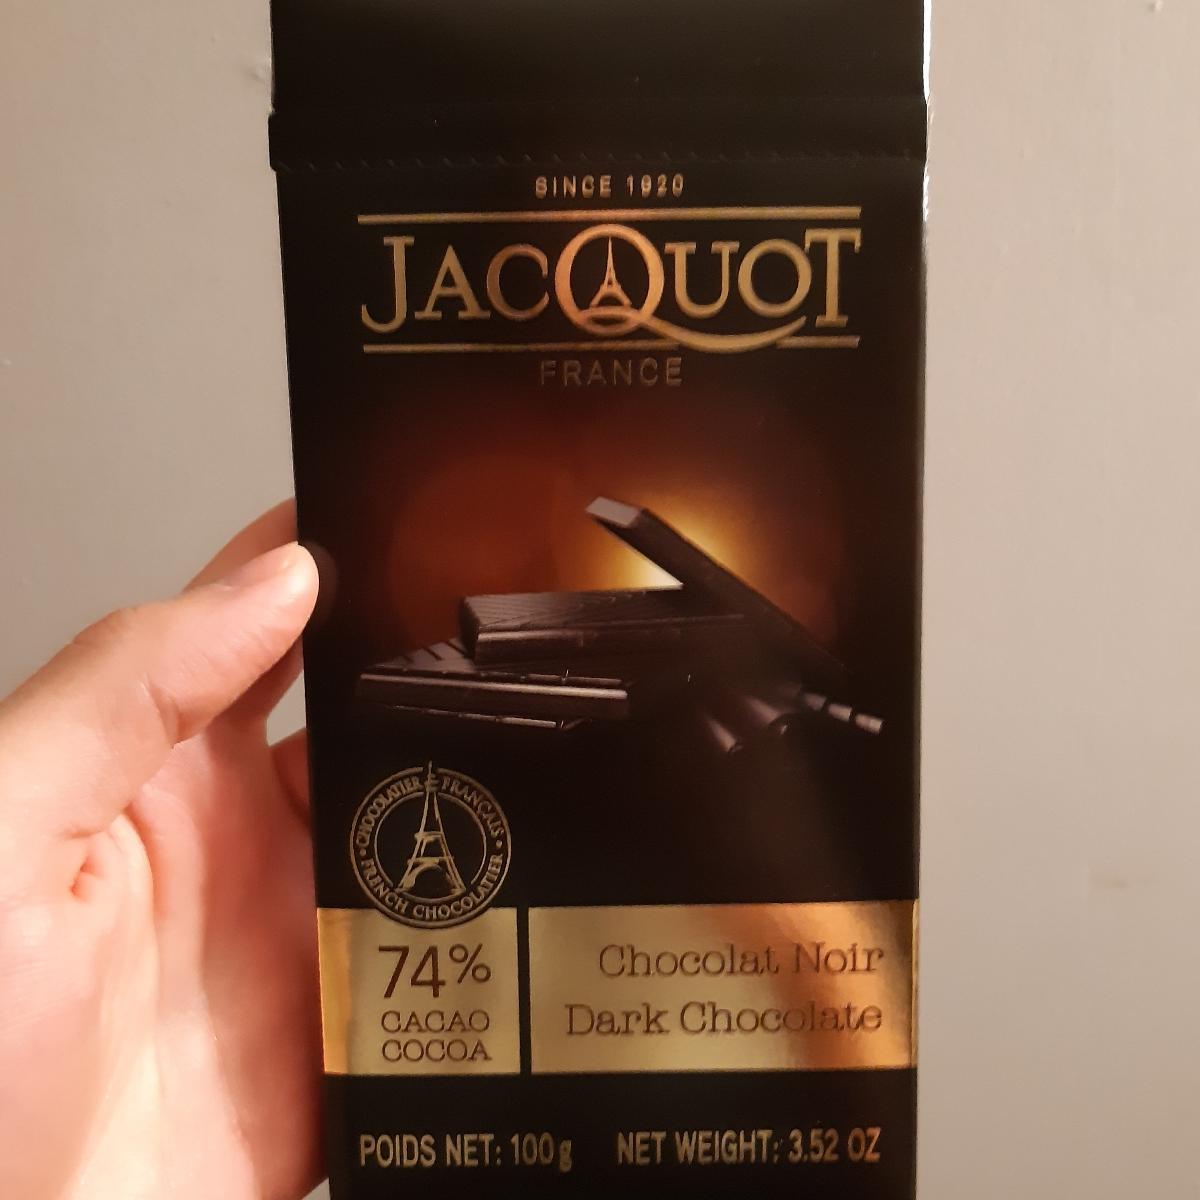 SINCE 1920
JACQUOT
FRANCE
CHOCOLATIER FRANÇAIS
• FRENCH CHOCOLATIER •
74%
CACAO
COCOA
Chocolat Noir
Dark Chocolate
POIDS NET: 100g NET WEIGHT: 3.52 OZ